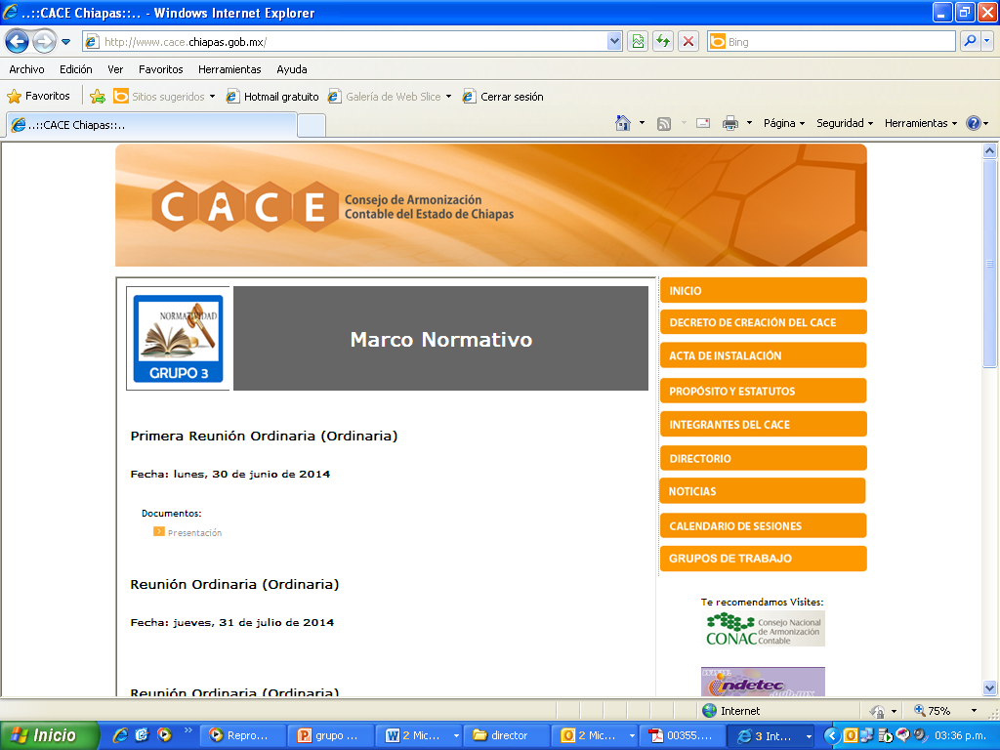 ..::CACE Chiapas::.. - Windows Internet Explorer
http://www.cace.chiapas.gob.mx/
Bing
Archivo Edición Ver Favoritos Herramientas Ayuda
Favoritos Sitios sugeridos Hotmail gratuito Galería de Web Slice Cerrar sesión
..::CACE Chiapas::..
Página Seguridad Herramientas
CACE
Consejo de Armonización
Contable del Estado de Chiapas
NORMATIVIDAD
GRUPO 3
Marco Normativo
Primera Reunión Ordinaria (Ordinaria)
Fecha: lunes, 30 de junio de 2014
Documentos:
Presentación
Reunión Ordinaria (Ordinaria)
Fecha: jueves, 31 de julio de 2014
Reunión Ordinaria (Ordinaria)
INICIO
DECRETO DE CREACIÓN DEL CACE
ACTA DE INSTALACIÓN
PROPÓSITO Y ESTATUTOS
INTEGRANTES DEL CACE
DIRECTORIO
NOTICIAS
CALENDARIO DE SESIONES
GRUPOS DE TRABAJO
Te recomendamos Visites:
CONAC
Consejo Nacional
de Armonización
Contable
www.
indetec
.gob.mx
Internet
75%
Inicio
Repro...
grupo ...
2 Mic...
director
2 Mic...
00355....
3 Int...
03:36 p.m.